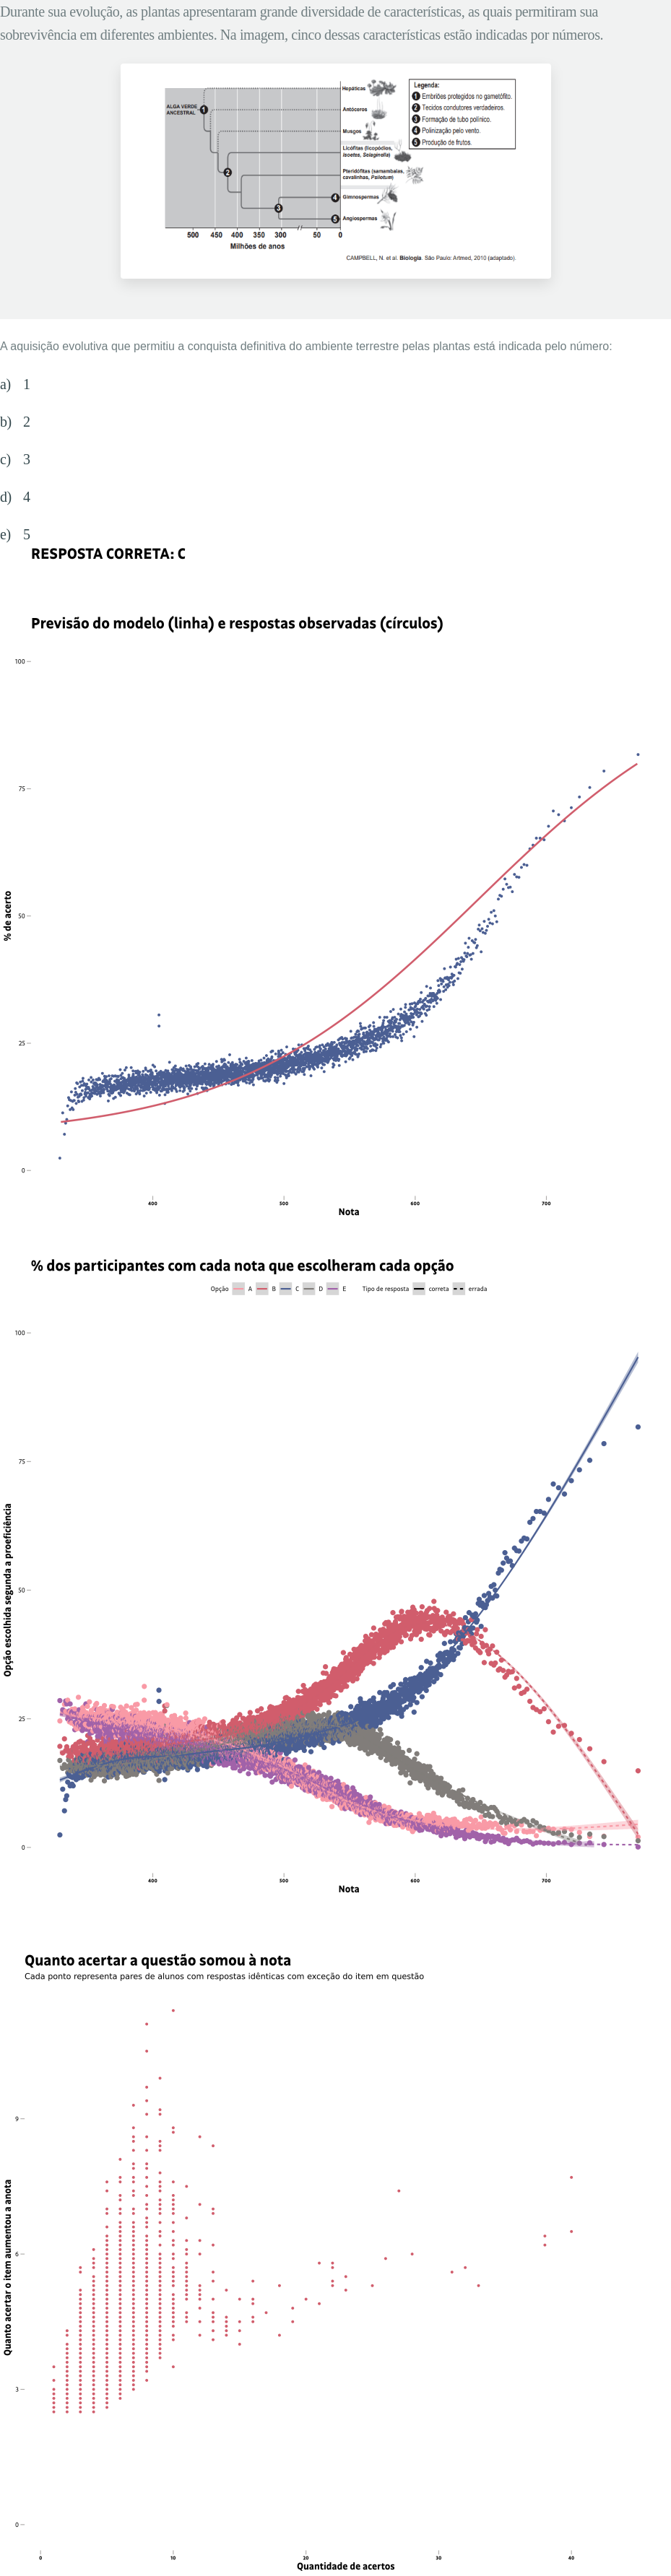 Durante sua evolução, as plantas apresentaram grande diversidade de características, as quais permitiram sua
sobrevivência em diferentes ambientes. Na imagem, cinco dessas características estão indicadas por números.
ALGA VERDE
ANCESTRAL
1
2
3
4
5
Hepáticas
Antóceros
Musgos
Licófitas (licopódios,
Isoetes, Selaginella)
Pteridófitas (samambaias,
cavalinhas, Psilotum)
Gimnospermas
Angiospermas
Legenda:
1 Embriões protegidos no gametófito.
2 Tecidos condutores verdadeiros.
3 Formação de tubo polínico.
4 Polinização pelo vento.
5 Produção de frutos.
500 450 400 350 300 50 0
Milhões de anos
CAMPBELL, N. et al. Biologia. São Paulo: Artmed, 2010 (adaptado).
A aquisição evolutiva que permitiu a conquista definitiva do ambiente terrestre pelas plantas está indicada pelo número:
a) 1
b) 2
c) 3
d) 4
e) 5
RESPOSTA CORRETA: C
Previsão do modelo (linha) e respostas observadas (círculos)
% de acerto
100
75
50
25
0
400 500 600 700
Nota
% dos participantes com cada nota que escolheram cada opção
Opção A B C D E Tipo de resposta correta errada
Opção escolhida segunda a proeficiência
100
75
50
25
0
400 500 600 700
Nota
Quanto acertar a questão somou à nota
Cada ponto representa pares de alunos com respostas idênticas com exceção do item em questão
Quanto acertar o item aumentou a anota
9
6
3
0
0 10 20 30 40
Quantidade de acertos